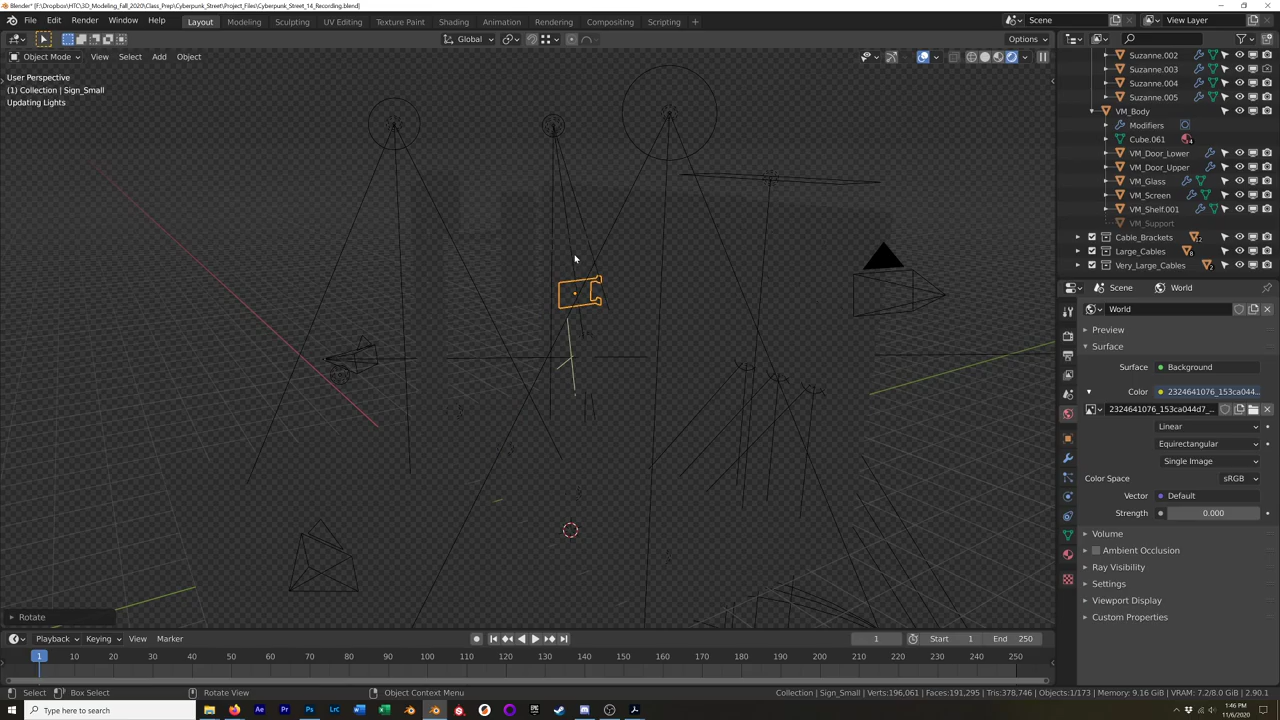 Blender* [F:\Dropbox\HTC\3D_Modeling_Fall_2020\Class_Prep\Cyberpunk_Street\Project_Files\Cyberpunk_Street_14_Recording.blend]
File Edit Render Window Help Layout Modeling Sculpting UV Editing Texture Paint Shading Animation Rendering Compositing Scripting + Scene View Layer
Global Options
Object Mode View Select Add Object
User Perspective
(1) Collection | Sign_Small
Updating Lights
Suzanne.002
Suzanne.003
Suzanne.004
Suzanne.005
VM_Body
Modifiers
Cube.061 4
VM_Door_Lower
VM_Door_Upper
VM_Glass
VM_Screen
VM_Shelf.001
VM_Support
Cable_Brackets 12
Large_Cables 8
Very_Large_Cables 2
Scene World
World
Preview
Surface
Surface Background
Color 2324641076_153ca044...
2324641076_153ca044d7_...
Linear
Equirectangular
Single Image
Color Space sRGB
Vector Default
Strength 0.000
Volume
Ambient Occlusion
Ray Visibility
Settings
Viewport Display
Custom Properties
Rotate
Playback Keying View Marker 1 Start 1 End 250
1 10 20 30 40 50 60 70 80 90 100 110 120 130 140 150 160 170 180 190 200 210 220 230 240 250
Select Box Select Rotate View Object Context Menu Collection | Sign_Small | Verts:196,061 | Faces:191,295 | Tris:378,746 | Objects:1/173 | Memory: 9.16 GiB | VRAM: 7.2/8.0 GiB | 2.90.1
Type here to search Ae Pr Ps Lrc 1:46 PM
11/6/2020